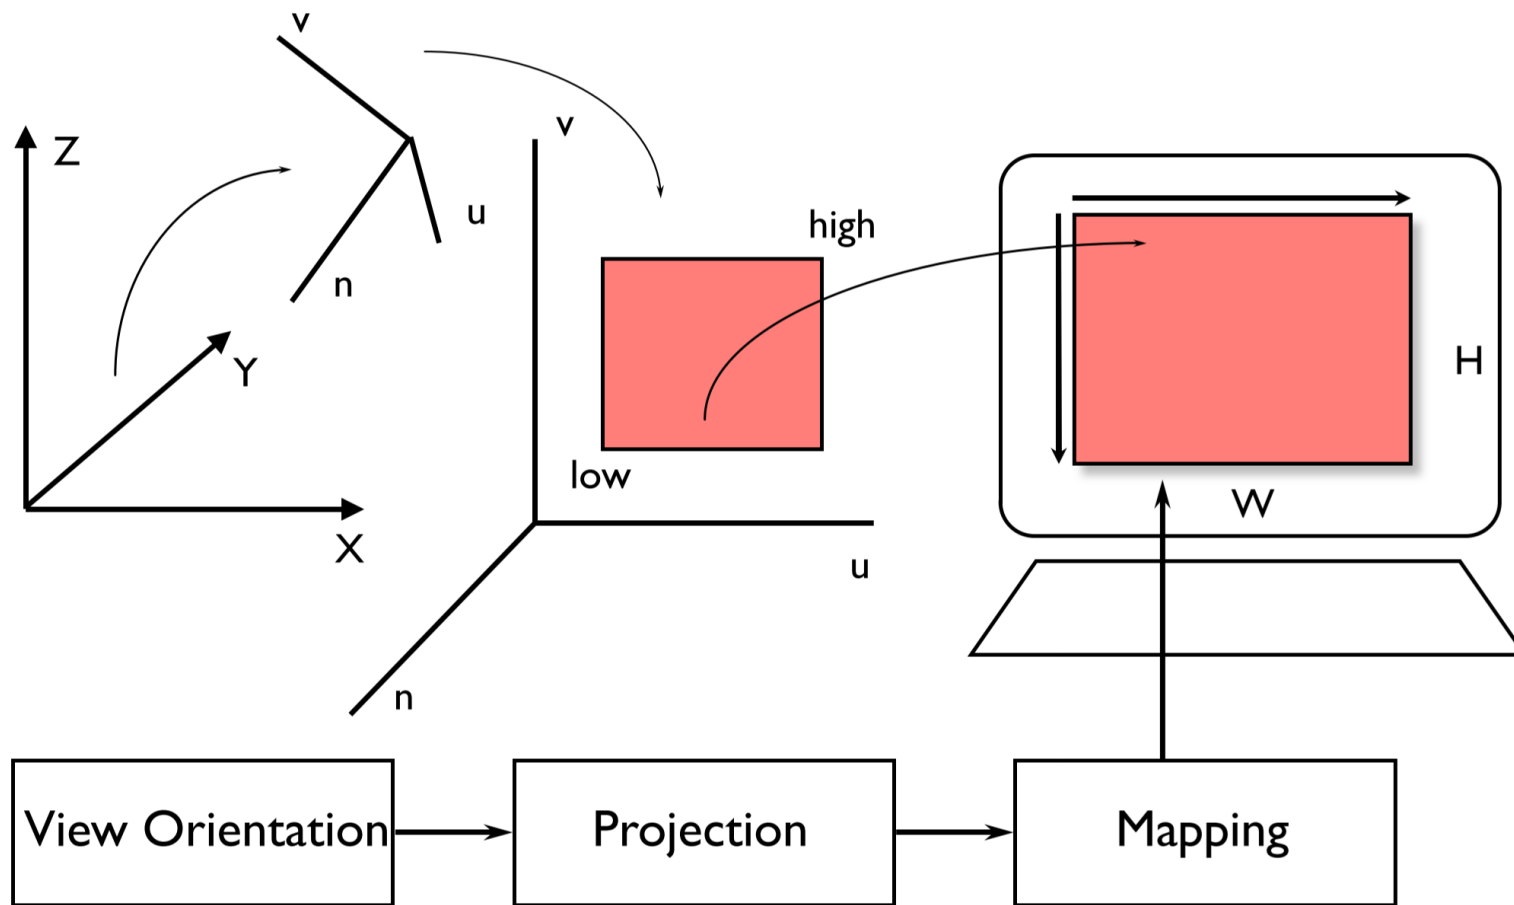 v
Z
u
n
Y
X
v
high
low
u
n
H
W
View Orientation
Projection
Mapping